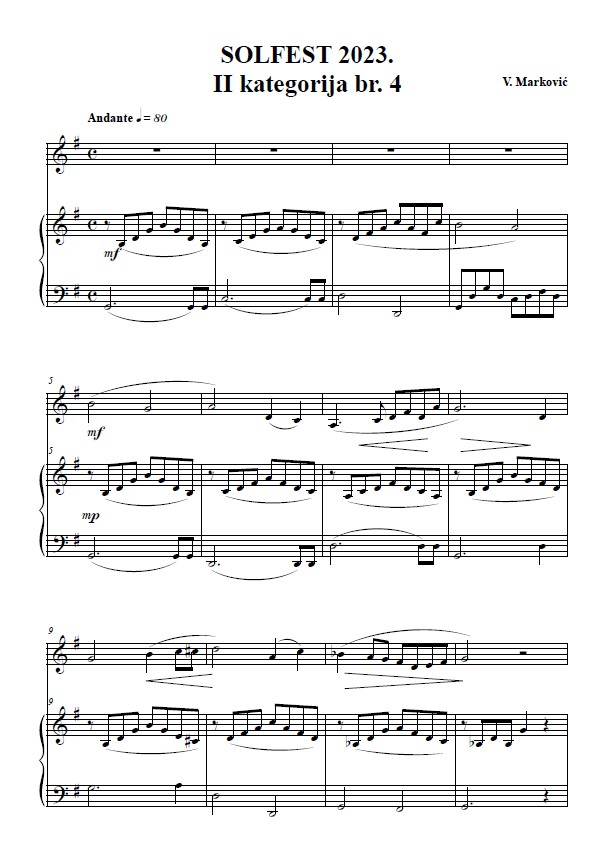 SOLFEST 2023.
II kategorija br. 4
V. Marković
Andante ♩ = 80
mf
5
mf
5
mp
9
9